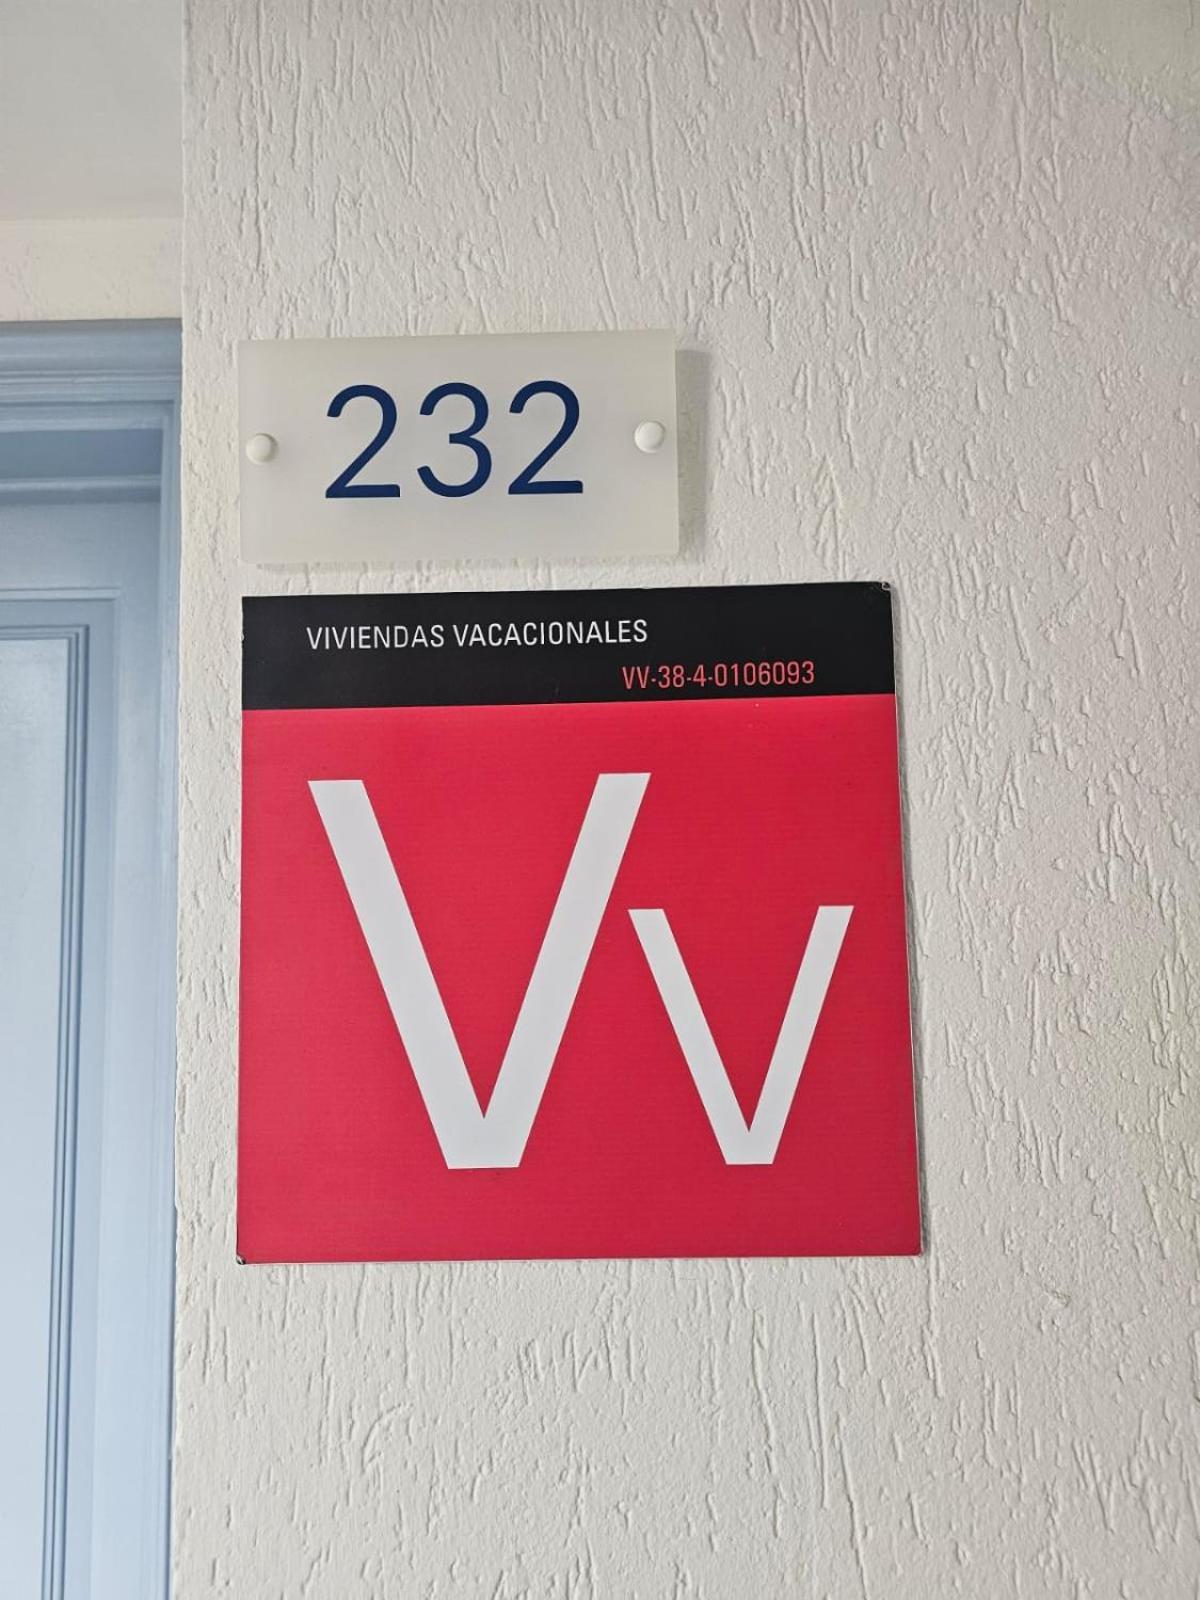 232
VIVIENDAS VACACIONALES
VV-38-4-0106093
Vv